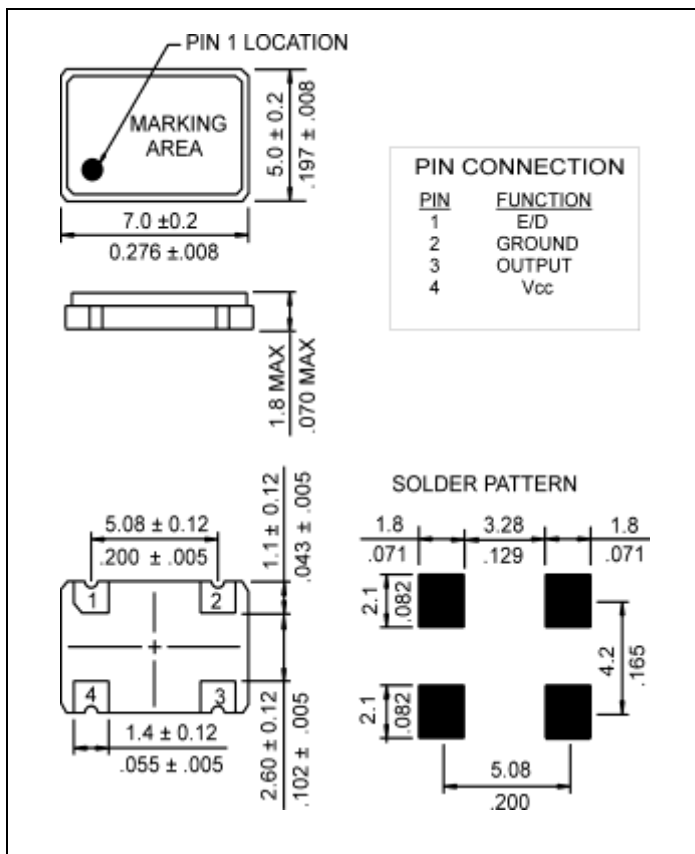 PIN 1 LOCATION
MARKING
AREA
5.0 ± 0.2
.197 ± .008
7.0 ±0.2
0.276 ±.008
1.8 MAX
.070 MAX
PIN CONNECTION
PIN FUNCTION
1 E/D
2 GROUND
3 OUTPUT
4 Vcc
5.08 ± 0.12
.200 ± .005
1.1 ± 0.12
.043 ± .005
1 2
4 3
1.4 ± 0.12
.055 ± .005
2.60 ± 0.12
.102 ± .005
SOLDER PATTERN
1.8 3.28 1.8
.071 .129 .071
2.1
.082
4.2
.165
2.1
.082
5.08
.200